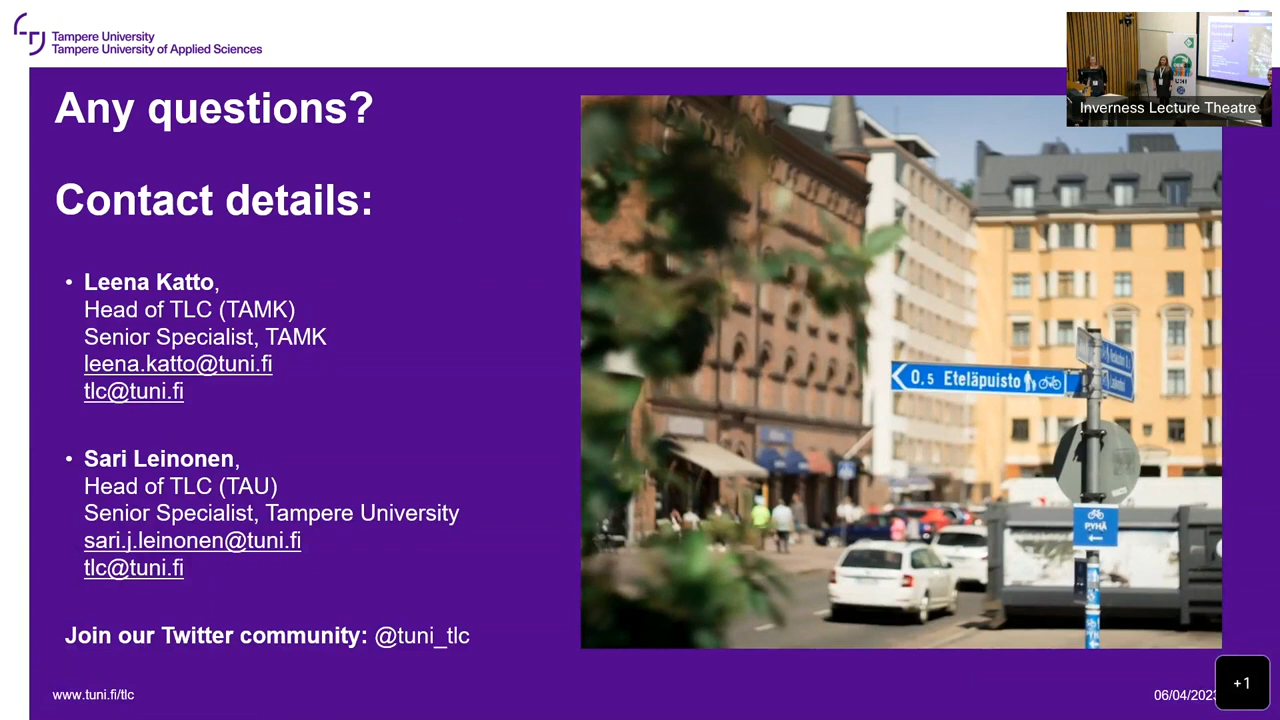 Tampere University
Tampere University of Applied Sciences
Inverness Lecture Theatre
Any questions?
Contact details:
• Leena Katto,
Head of TLC (TAMK)
Senior Specialist, TAMK
leena.katto@tuni.fi
tlc@tuni.fi
• Sari Leinonen,
Head of TLC (TAU)
Senior Specialist, Tampere University
sari.j.leinonen@tuni.fi
tlc@tuni.fi
Join our Twitter community: @tuni_tlc
0.5 Eteläpuisto
PYHÄ
www.tuni.fi/tlc
06/04/2023
+1